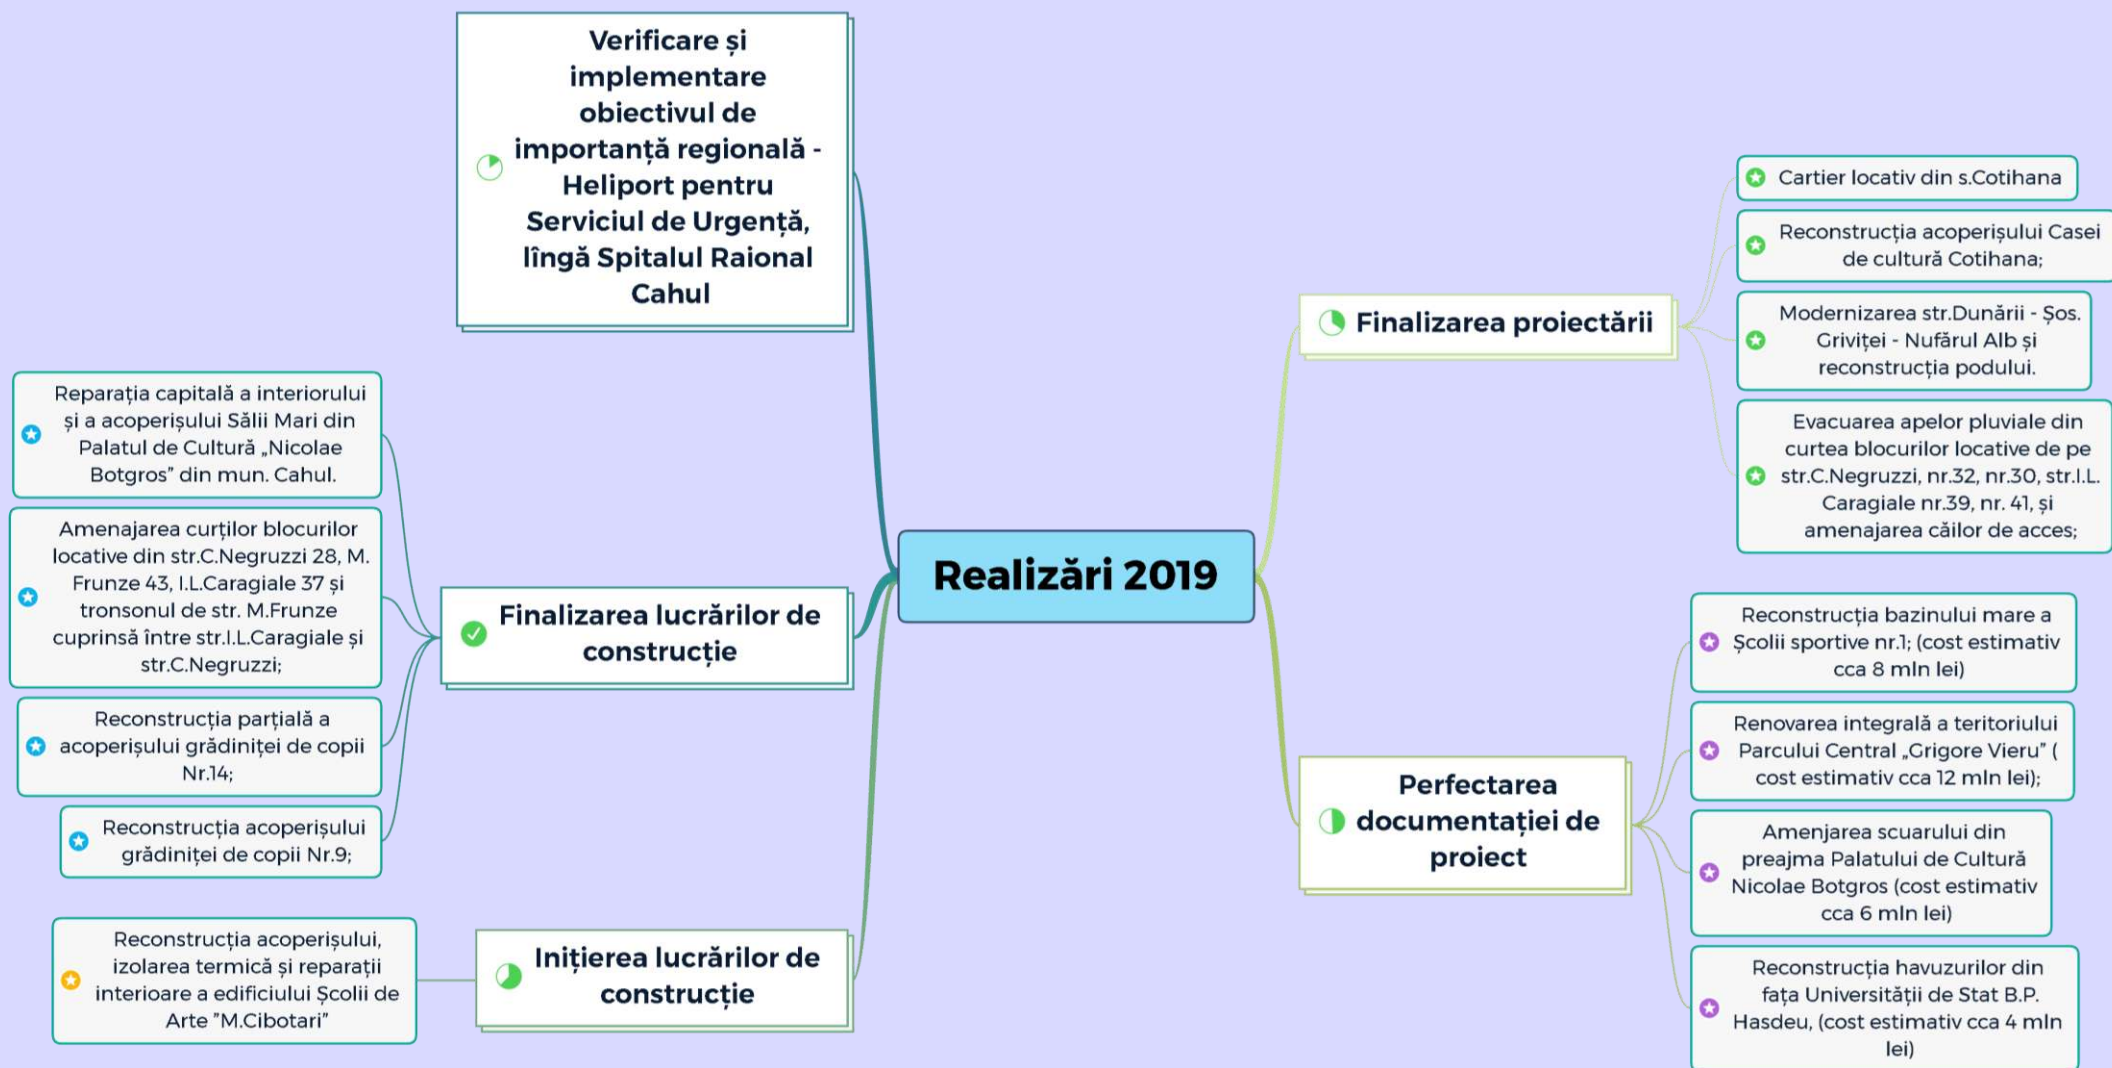 Verificare și
implementare
obiectivul de
importanță regională -
Heliport pentru
Serviciul de Urgență,
lîngă Spitalul Raional
Cahul
Reparația capitală a interiorului
și a acoperișului Sălii Mari din
Palatul de Cultură „Nicolae
Botgros” din mun. Cahul.
Amenajarea curților blocurilor
locative din str.C.Negruzzi 28, M.
Frunze 43, I.L.Caragiale 37 și
tronsonul de str. M.Frunze
cuprinsă între str.I.L.Caragiale și
str.C.Negruzzi;
Reconstrucția parțială a
acoperișului grădiniței de copii
Nr.14;
Reconstrucția acoperișului
grădiniței de copii Nr.9;
Finalizarea lucrărilor de
construcție
Reconstrucția acoperișului,
izolarea termică și reparații
interioare a edificiului Școlii de
Arte ”M.Cibotari”
Inițierea lucrărilor de
construcție
Realizări 2019
Finalizarea proiectării
Cartier locativ din s.Cotihana
Reconstrucția acoperișului Casei
de cultură Cotihana;
Modernizarea str.Dunării - Șos.
Griviței - Nufărul Alb și
reconstrucția podului.
Evacuarea apelor pluviale din
curtea blocurilor locative de pe
str.C.Negruzzi, nr.32, nr.30, str.I.L.
Caragiale nr.39, nr. 41, și
amenajarea căilor de acces;
Perfectarea
documentației de
proiect
Reconstrucția bazinului mare a
Școlii sportive nr.1; (cost estimativ
cca 8 mln lei)
Renovarea integrală a teritoriului
Parcului Central „Grigore Vieru” (
cost estimativ cca 12 mln lei);
Amenjarea scuarului din
preajma Palatului de Cultură
Nicolae Botgros (cost estimativ
cca 6 mln lei)
Reconstrucția havuzurilor din
fața Universității de Stat B.P.
Hasdeu, (cost estimativ cca 4 mln
lei)